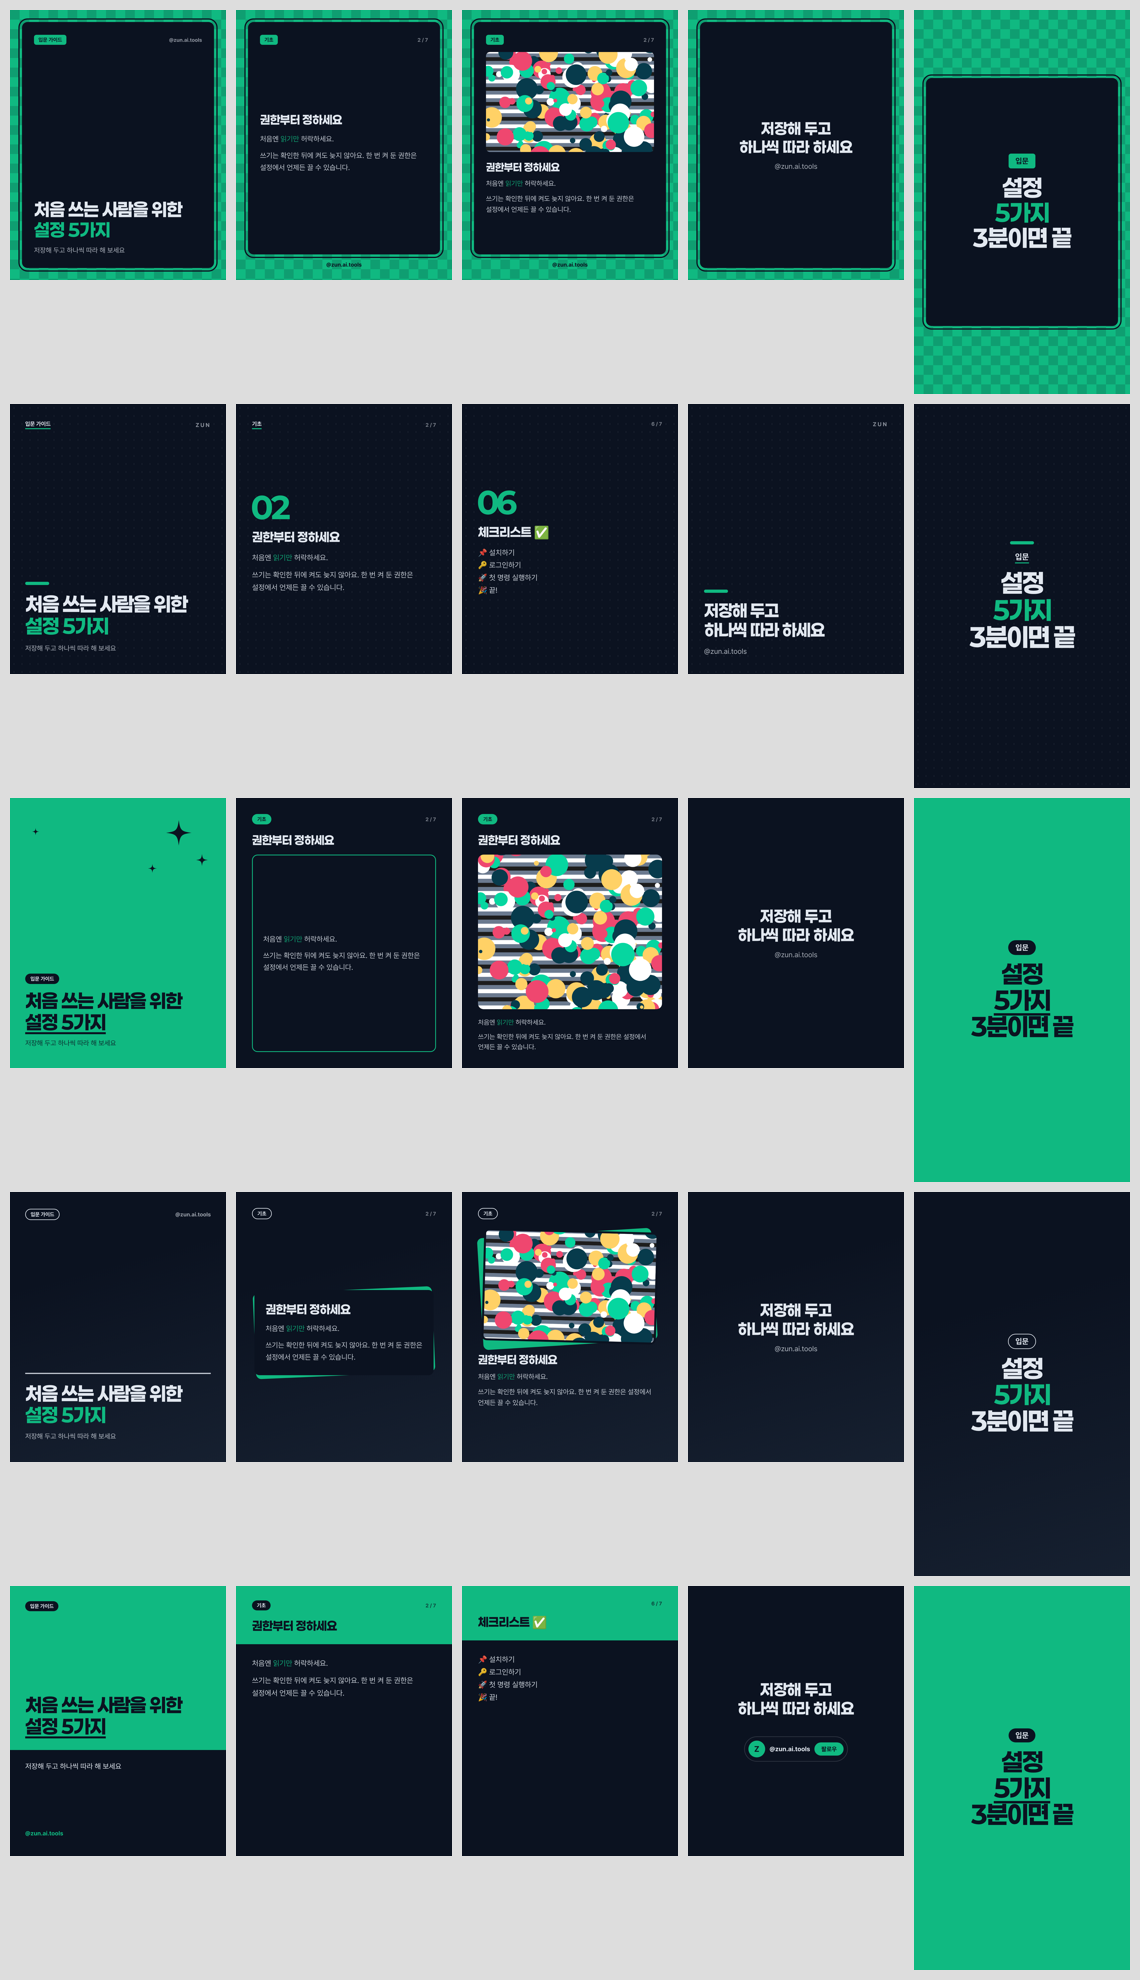 입문 가이드
@zun.ai.tools
처음 쓰는 사람을 위한
설정 5가지
저장해 두고 하나씩 따라 해 보세요
기초
2 / 7
권한부터 정하세요
처음엔 읽기만 허락하세요.
쓰기는 확인한 뒤에 켜도 늦지 않아요. 한 번 켜 둔 권한은
설정에서 언제든 끌 수 있습니다.
@zun.ai.tools
기초
2 / 7
권한부터 정하세요
처음엔 읽기만 허락하세요.
쓰기는 확인한 뒤에 켜도 늦지 않아요. 한 번 켜 둔 권한은
설정에서 언제든 끌 수 있습니다.
@zun.ai.tools
저장해 두고
하나씩 따라 하세요
@zun.ai.tools
입문
설정
5가지
3분이면 끝
입문 가이드
ZUN
처음 쓰는 사람을 위한
설정 5가지
저장해 두고 하나씩 따라 해 보세요
기초
2 / 7
02
권한부터 정하세요
처음엔 읽기만 허락하세요.
쓰기는 확인한 뒤에 켜도 늦지 않아요. 한 번 켜 둔 권한은
설정에서 언제든 끌 수 있습니다.
6 / 7
06
체크리스트 ✅
📌 설치하기
🔑 로그인하기
🚀 첫 명령 실행하기
🎉 끝!
ZUN
저장해 두고
하나씩 따라 하세요
@zun.ai.tools
입문
설정
5가지
3분이면 끝
입문 가이드
처음 쓰는 사람을 위한
설정 5가지
저장해 두고 하나씩 따라 해 보세요
기초
2 / 7
권한부터 정하세요
처음엔 읽기만 허락하세요.
쓰기는 확인한 뒤에 켜도 늦지 않아요. 한 번 켜 둔 권한은
설정에서 언제든 끌 수 있습니다.
기초
2 / 7
권한부터 정하세요
처음엔 읽기만 허락하세요.
쓰기는 확인한 뒤에 켜도 늦지 않아요. 한 번 켜 둔 권한은 설정에서
언제든 끌 수 있습니다.
저장해 두고
하나씩 따라 하세요
@zun.ai.tools
입문
설정
5가지
3분이면 끝
입문 가이드
@zun.ai.tools
처음 쓰는 사람을 위한
설정 5가지
저장해 두고 하나씩 따라 해 보세요
기초
2 / 7
권한부터 정하세요
처음엔 읽기만 허락하세요.
쓰기는 확인한 뒤에 켜도 늦지 않아요. 한 번 켜 둔 권한은
설정에서 언제든 끌 수 있습니다.
기초
2 / 7
권한부터 정하세요
처음엔 읽기만 허락하세요.
쓰기는 확인한 뒤에 켜도 늦지 않아요. 한 번 켜 둔 권한은 설정에서
언제든 끌 수 있습니다.
저장해 두고
하나씩 따라 하세요
@zun.ai.tools
입문
설정
5가지
3분이면 끝
입문 가이드
처음 쓰는 사람을 위한
설정 5가지
저장해 두고 하나씩 따라 해 보세요
@zun.ai.tools
기초
2 / 7
권한부터 정하세요
처음엔 읽기만 허락하세요.
쓰기는 확인한 뒤에 켜도 늦지 않아요. 한 번 켜 둔 권한은
설정에서 언제든 끌 수 있습니다.
6 / 7
체크리스트 ✅
📌 설치하기
🔑 로그인하기
🚀 첫 명령 실행하기
🎉 끝!
저장해 두고
하나씩 따라 하세요
Z @zun.ai.tools 팔로우
입문
설정
5가지
3분이면 끝